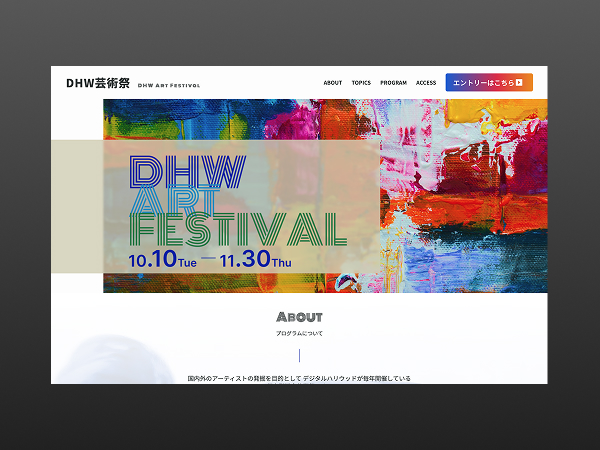 DHW芸術祭 DHW ART FESTIVAL
ABOUT TOPICS PROGRAM ACCESS エントリーはこちら
DHW
ART
FESTIVAL
10.10Tue — 11.30Thu
ABOUT
プログラムについて
国内外のアーティストの発掘を目的として デジタルハリウッドが毎年開催している